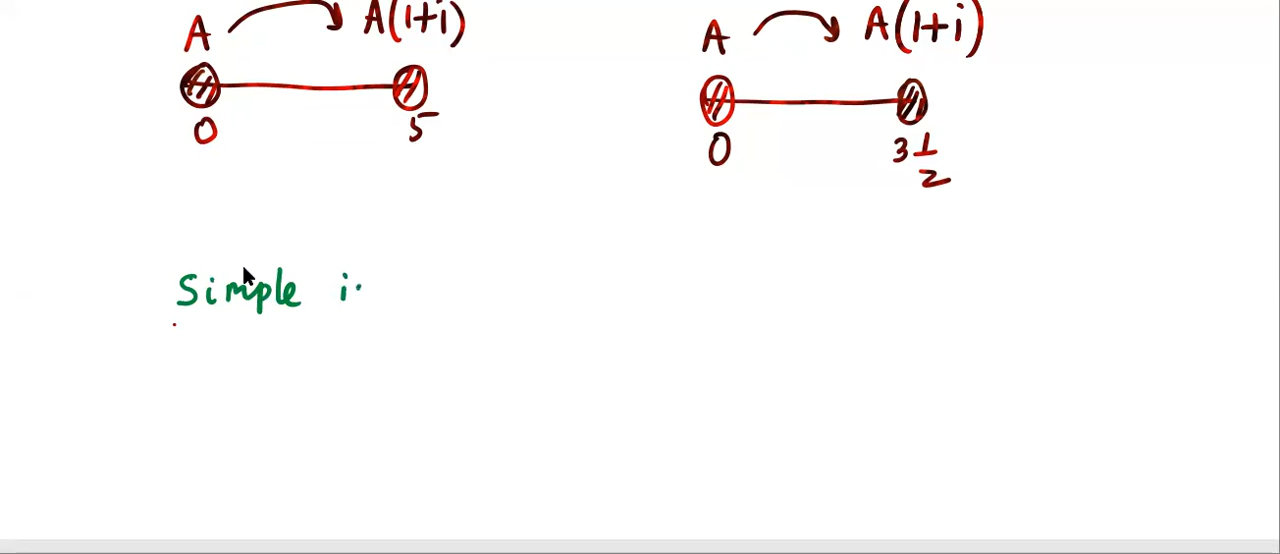 A A(1+i)
0 5
A A(1+i)
0 3 1/2
Simple i.